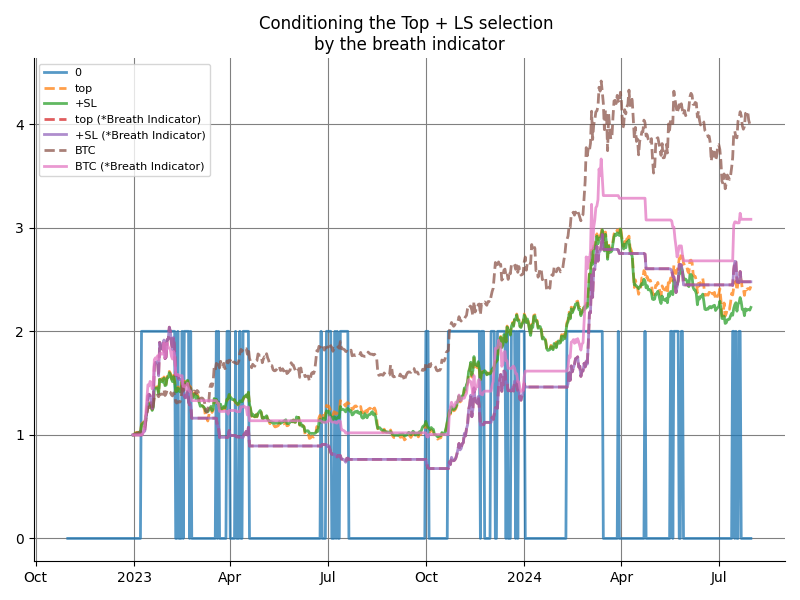 Conditioning the Top + LS selection
by the breath indicator
0
top
+SL
top (*Breath Indicator)
+SL (*Breath Indicator)
BTC
BTC (*Breath Indicator)
4
3
2
1
0
Oct
2023
Apr
Jul
Oct
2024
Apr
Jul